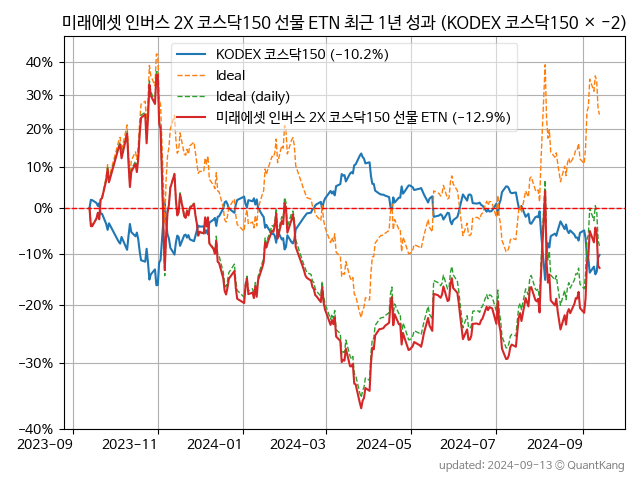 미래에셋 인버스 2X 코스닥150 선물 ETN 최근 1년 성과 (KODEX 코스닥150 × −2)
KODEX 코스닥150 (−10.2%)
Ideal
Ideal (daily)
미래에셋 인버스 2X 코스닥150 선물 ETN (−12.9%)
40%
30%
20%
10%
0%
−10%
−20%
−30%
−40%
2023-09
2023-11
2024-01
2024-03
2024-05
2024-07
2024-09
updated: 2024-09-13 © QuantKang